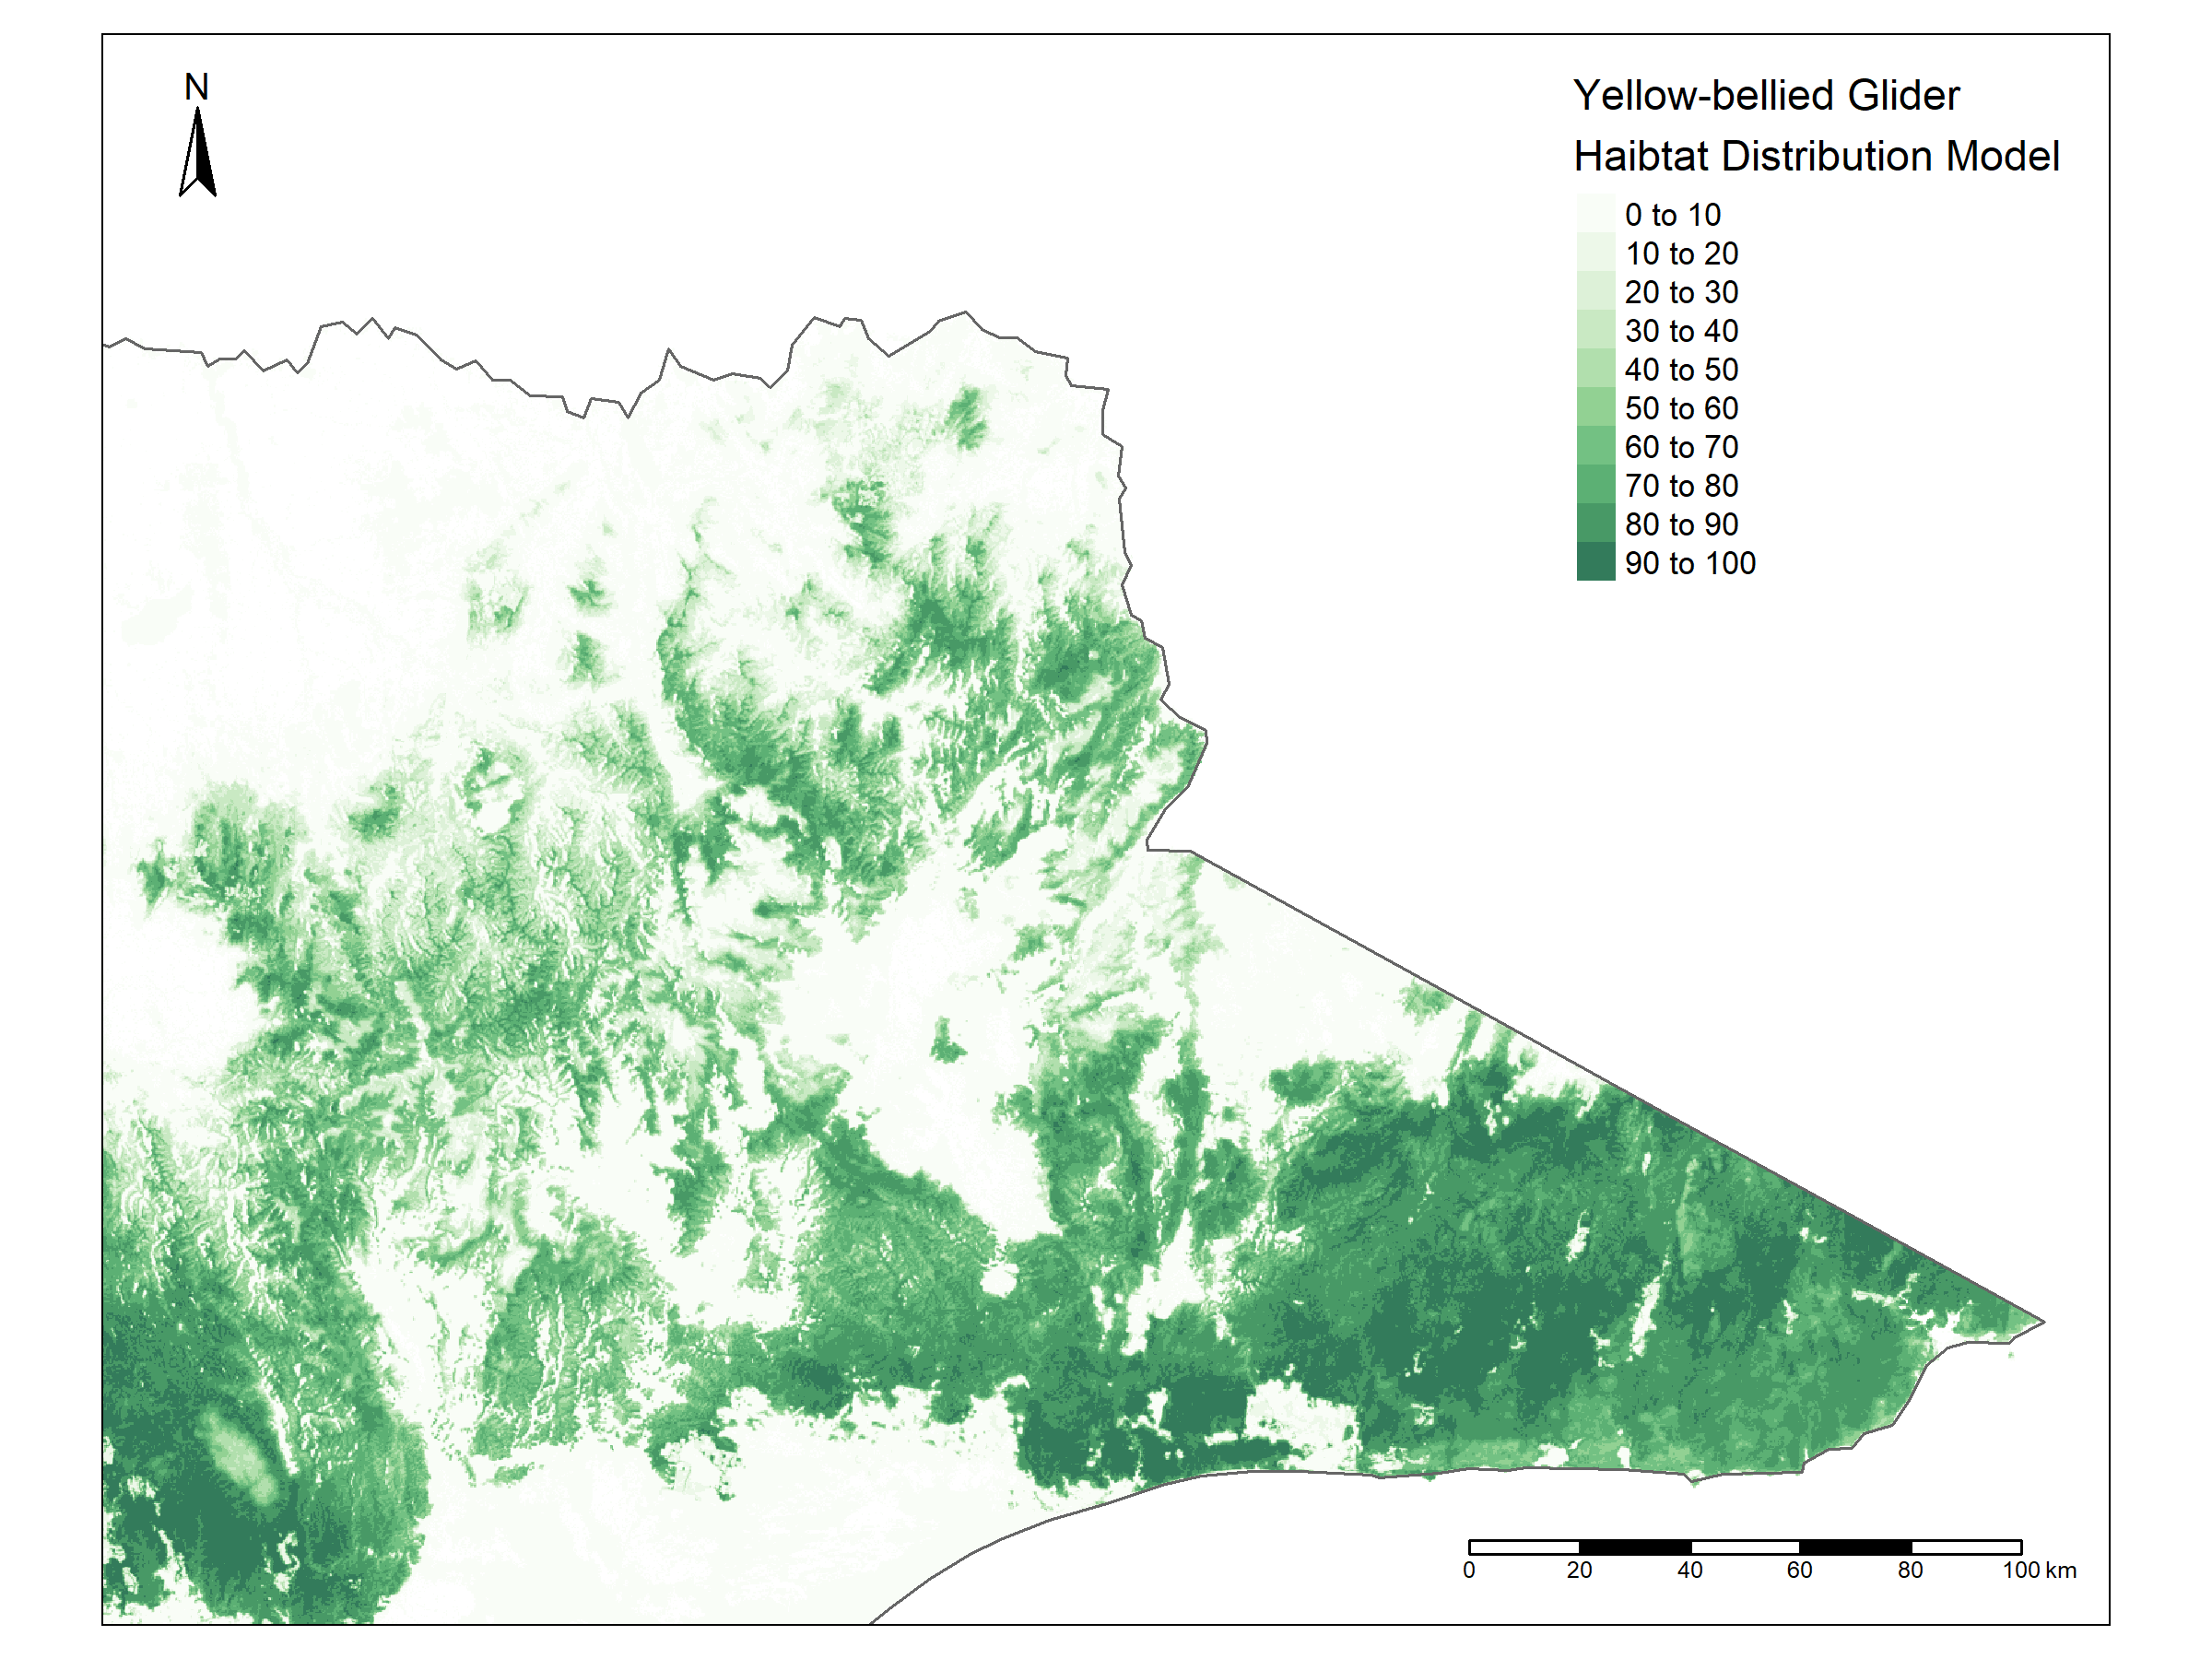 N
Yellow-bellied Glider
Haibtat Distribution Model
0 to 10
10 to 20
20 to 30
30 to 40
40 to 50
50 to 60
60 to 70
70 to 80
80 to 90
90 to 100
0 20 40 60 80 100 km